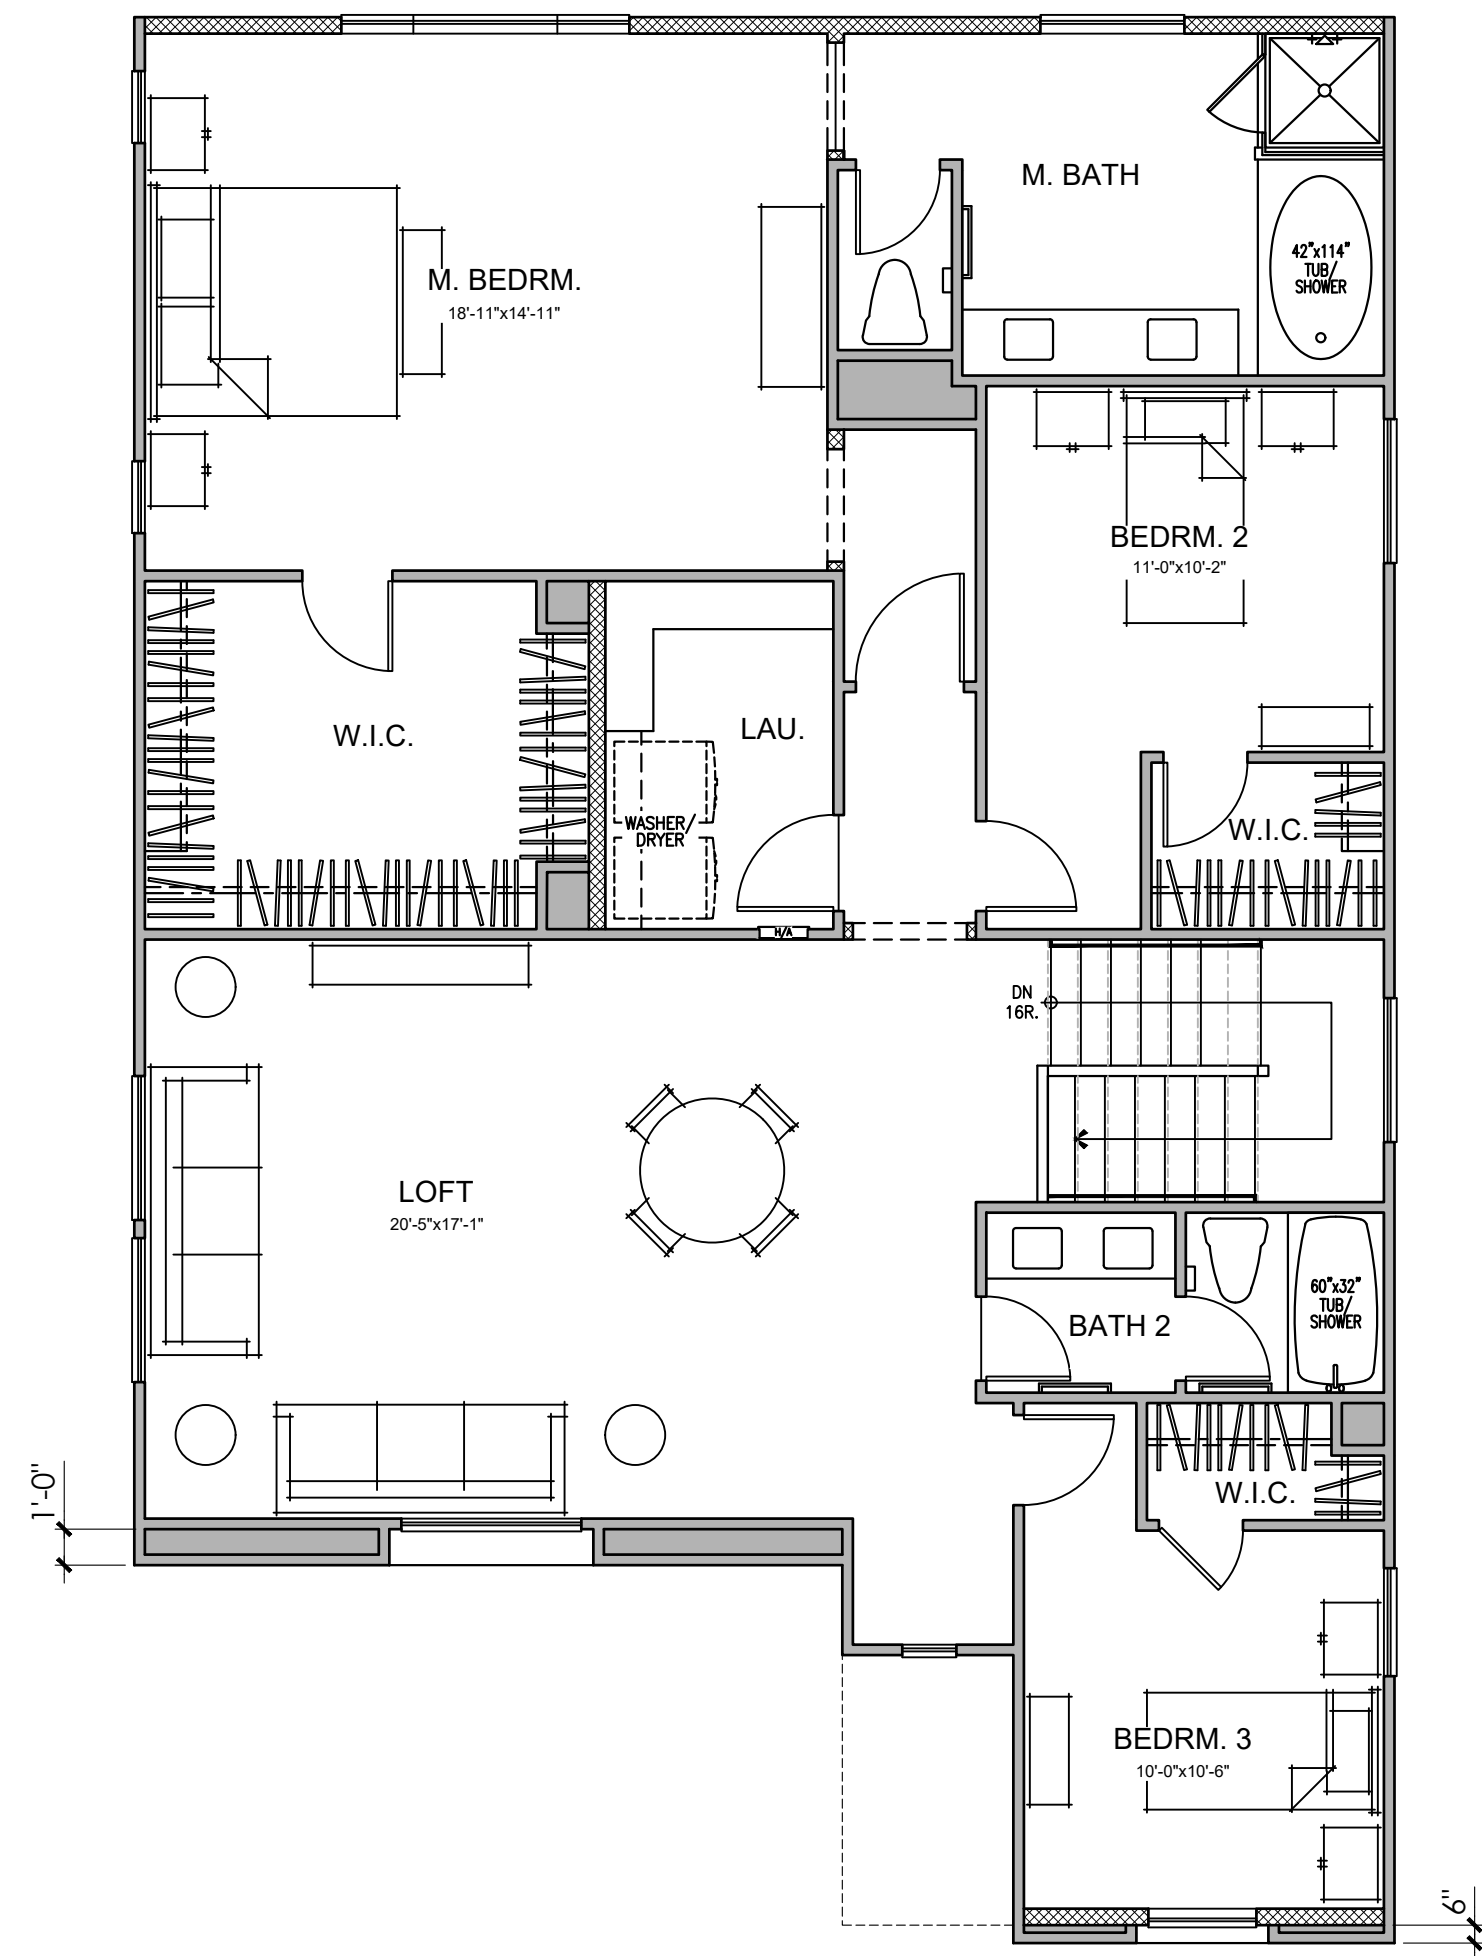 M. BATH
42"x114"
TUB/
SHOWER
M. BEDRM.
18'-11"x14'-11"
BEDRM. 2
11'-0"x10'-2"
W.I.C.
LAU.
WASHER/
DRYER
W.I.C.
H/A
DN
16R.
LOFT
20'-5"x17'-1"
60"x32"
TUB/
SHOWER
BATH 2
1'-0"
W.I.C.
BEDRM. 3
10'-0"x10'-6"
6"